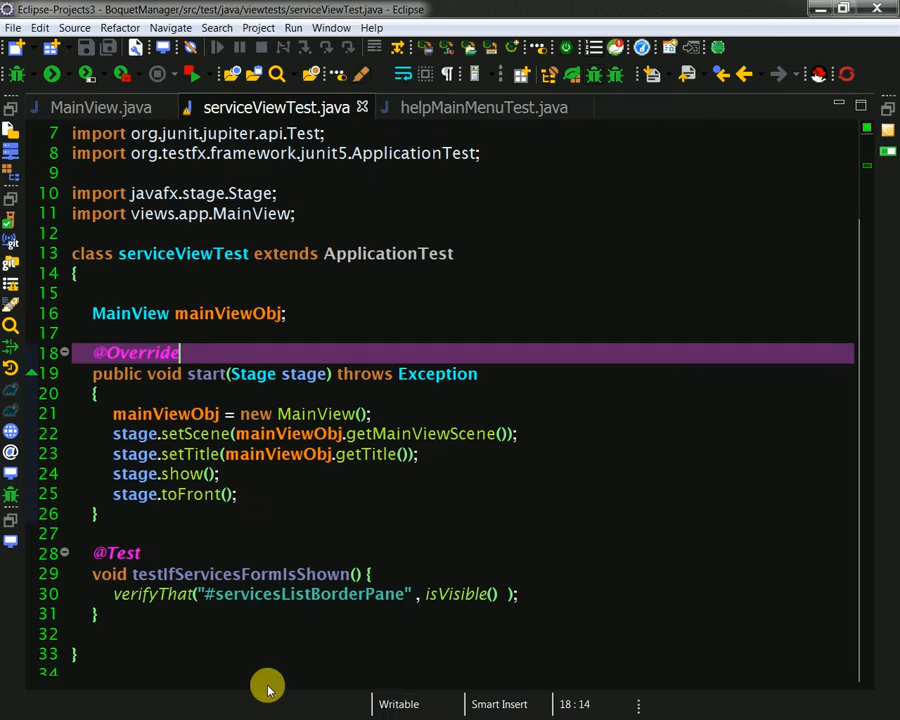 Eclipse-Projects3 - BoquetManager/src/test/java/viewtests/serviceViewTest.java - Eclipse
File Edit Source Refactor Navigate Search Project Run Window Help
MainView.java serviceViewTest.java helpMainMenuTest.java
7 import org.junit.jupiter.api.Test;
8 import org.testfx.framework.junit5.ApplicationTest;
9
10 import javafx.stage.Stage;
11 import views.app.MainView;
12
13 class serviceViewTest extends ApplicationTest
14 {
15
16 MainView mainViewObj;
17
18 @Override
19 public void start(Stage stage) throws Exception
20 {
21 mainViewObj = new MainView();
22 stage.setScene(mainViewObj.getMainViewScene());
23 stage.setTitle(mainViewObj.getTitle());
24 stage.show();
25 stage.toFront();
26 }
27
28 @Test
29 void testIfServicesFormIsShown() {
30 verifyThat("#servicesListBorderPane" , isVisible()  );
31 }
32
33 }
34
Writable Smart Insert 18 : 14